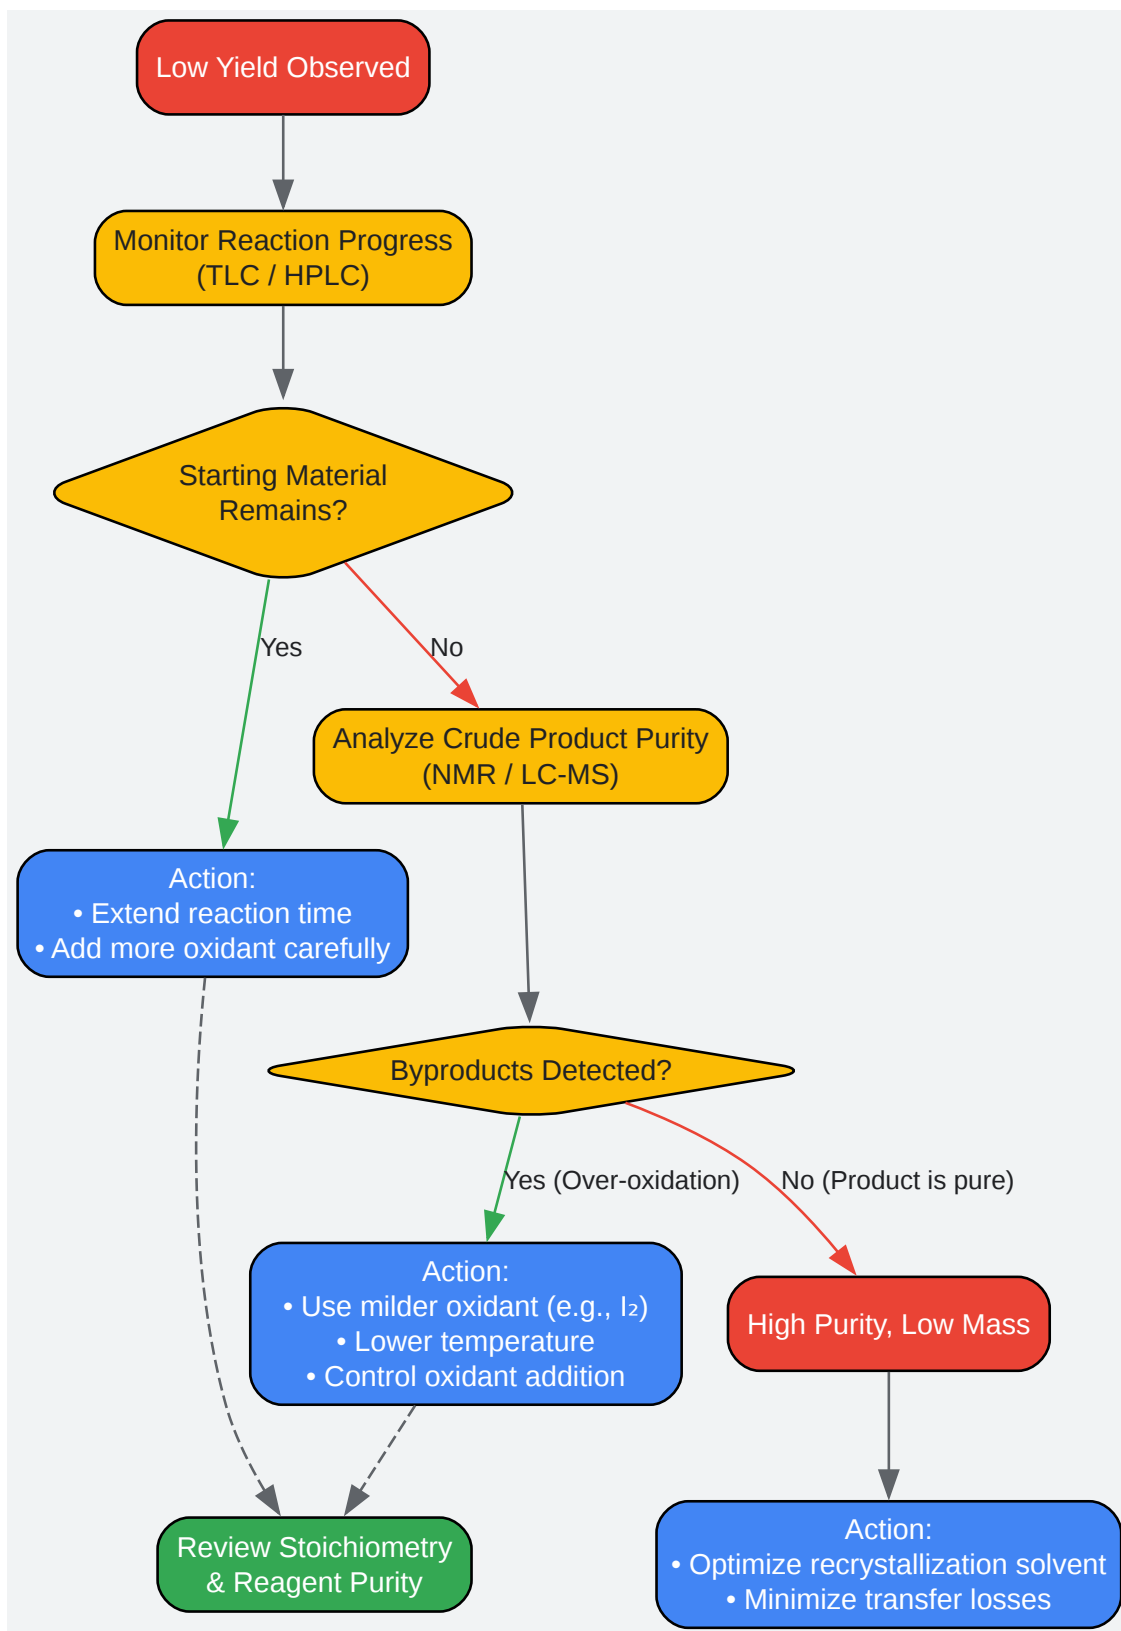 Low Yield Observed
Monitor Reaction Progress
(TLC / HPLC)
Starting Material
Remains?
Yes
No
Analyze Crude Product Purity
(NMR / LC-MS)
Action:
• Extend reaction time
• Add more oxidant carefully
Byproducts Detected?
Yes (Over-oxidation)
No (Product is pure)
Action:
• Use milder oxidant (e.g., I₂)
• Lower temperature
• Control oxidant addition
High Purity, Low Mass
Review Stoichiometry
& Reagent Purity
Action:
• Optimize recrystallization solvent
• Minimize transfer losses